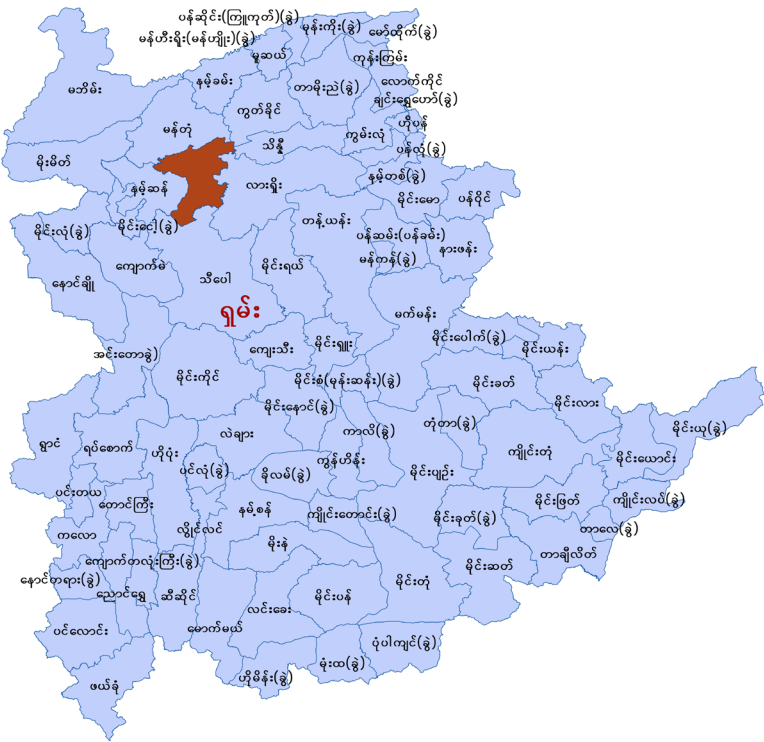 ပန်ဆိုင်း(ကြူကုတ်)(ခွဲ)
မုန်းကိုး(ခွဲ)
မော်ထိုက်(ခွဲ)
မန်ဟီးရိုး(မန်ဟျိုး)(ခွဲ)
မူဆယ်
ကုန်းကြမ်း
နမ့်ခမ်း
တာမိုးညဲ(ခွဲ)
လောက်ကိုင်
မဘိမ်း
ချင်းရွှေဟော်(ခွဲ)
ကွတ်ခိုင်
ဟိုပန်
မန်တုံ
ကွမ်းလုံ
သိန္နီ
ပန်လုံ(ခွဲ)
မိုးမိတ်
နမ့်တစ်(ခွဲ)
နမ့်ဆန်
လားရှိုး
မိုင်းမော
ပန်ဝိုင်
တန့်ယန်း
မိုင်းလုံ(ခွဲ)
မိုင်းငေါ့(ခွဲ)
ပန်ဆမ်း(ပန်ခမ်း)
နားဖန်း
မန်ကန်(ခွဲ)
ကျောက်မဲ
မိုင်းရယ်
သီပေါ
နောင်ချို
ရှမ်း
မက်မန်း
မိုင်းပေါက်(ခွဲ)
မိုင်းယန်း
ကျေးသီး
မိုင်းရှူး
အင်းတောခွဲ)
မိုင်းကိုင်
မိုင်းစံ(မုန်းဆန်း)(ခွဲ)
မိုင်းခတ်
မိုင်းလား
မိုင်းနောင်(ခွဲ)
တုံတာ(ခွဲ)
မိုင်းယု(ခွဲ)
လဲချား
ကာလိ(ခွဲ)
ရွာငံ
ရပ်စောက်
ဟိုပုံး
ကျိုင်းတုံ
မိုင်းယောင်း
ပင်လုံ(ခွဲ)
ခိုလမ်(ခွဲ)
ကွန်ဟိန်း
မိုင်းပျဉ်း
ပင်းတယ
တောင်ကြီး
မိုင်းဖြတ်
ကျိုင်းလပ်(ခွဲ)
နမ့်စန်
ကျိုင်းတောင်း(ခွဲ)
မိုင်းခုတ်(ခွဲ)
ကလော
လွိုင်လင်
တာလေ(ခွဲ)
မိုးနဲ
တာချီလိတ်
ကျောက်တလုံးကြီး(ခွဲ)
မိုင်းဆတ်
နောင်တရား(ခွဲ)
မိုင်းတုံ
ညောင်ရွှေ
ဆီဆိုင်
မိုင်းပန်
လင်းခေး
ပင်လောင်း
မောက်မယ်
ပုံပါကျင်(ခွဲ)
မုံးထ(ခွဲ)
ဟိုမိန်း(ခွဲ)
ဖယ်ခုံ